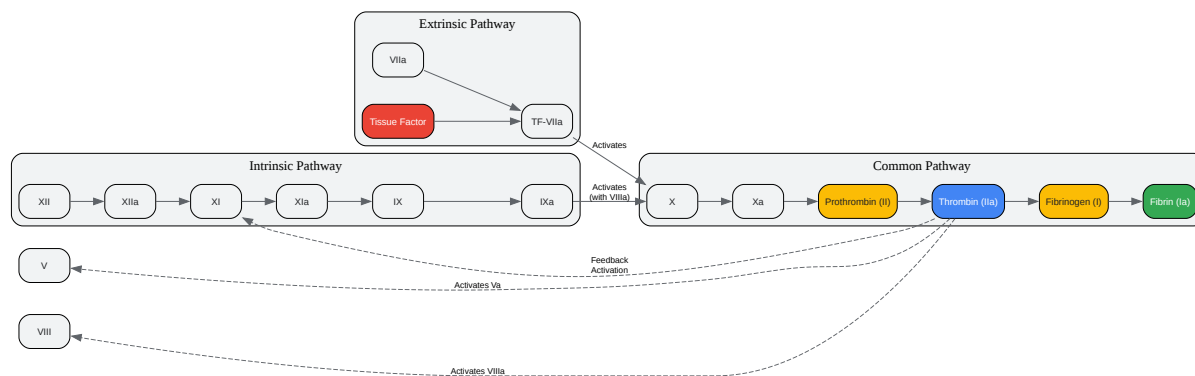 Extrinsic Pathway
VIIa
Tissue Factor
TF-VIIa
Activates
Intrinsic Pathway
XII
XIIa
XI
XIa
IX
IXa
Activates
(with VIIIa)
Common Pathway
X
Xa
Prothrombin (II)
Thrombin (IIa)
Fibrinogen (I)
Fibrin (Ia)
V
Feedback
Activation
Activates Va
VIII
Activates VIIIa